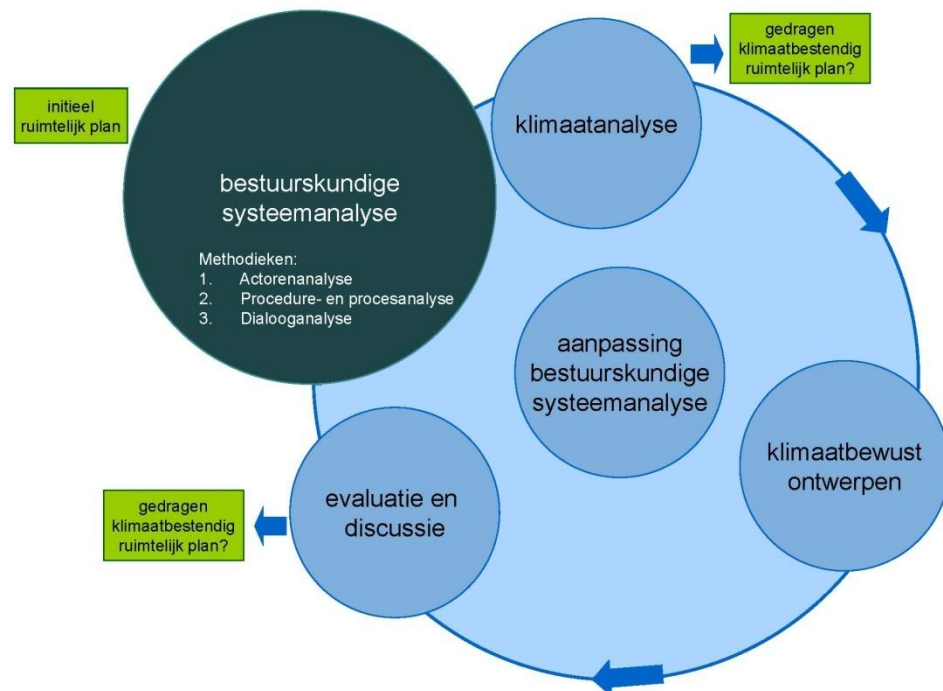 initieel
ruimtelijk plan
bestuurskundige
systeemanalyse
Methodieken:
1. Actorenanalyse
2. Procedure- en procesanalyse
3. Dialooganalyse
klimaatanalyse
gedragen
klimaatbestendig
ruimtelijk plan?
aanpassing
bestuurskundige
systeemanalyse
klimaatbewust
ontwerpen
evaluatie en
discussie
gedragen
klimaatbestendig
ruimtelijk plan?